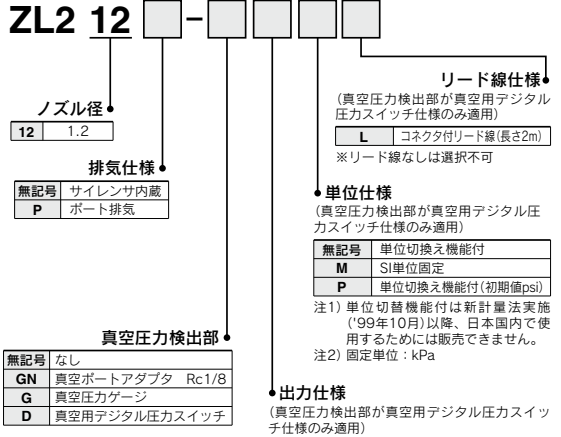 ZL2 12 -
リード線仕様
(真空圧力検出部が真空用デジタル
圧力スイッチ仕様のみ適用)
L コネクタ付リード線(長さ2m)
※リード線なしは選択不可
ノズル径
12 1.2
排気仕様
無記号 サイレンサ内蔵
P ポート排気
単位仕様
(真空圧力検出部が真空用デジタル圧
力スイッチ仕様のみ適用)
無記号 単位切換え機能付
M SI単位固定
P 単位切換え機能付(初期値psi)
注1) 単位切替機能付は新計量法実施
('99年10月)以降、日本国内で使
用するためには販売できません。
注2) 固定単位：kPa
真空圧力検出部
無記号 なし
GN 真空ポートアダプタ Rc1/8
G 真空圧力ゲージ
D 真空用デジタル圧力スイッチ
出力仕様
(真空圧力検出部が真空用デジタル圧力スイッ
チ仕様のみ適用)